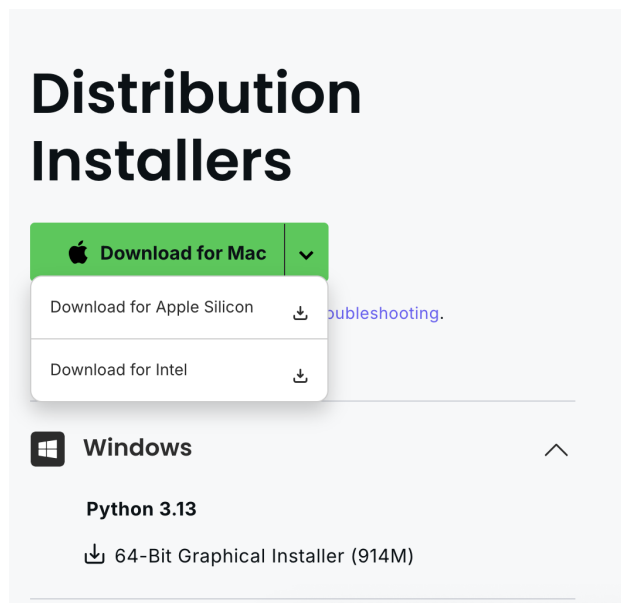 Distribution
Installers
Download for Mac
Download for Apple Silicon
oubleshooting.
Download for Intel
Windows
Python 3.13
64-Bit Graphical Installer (914M)